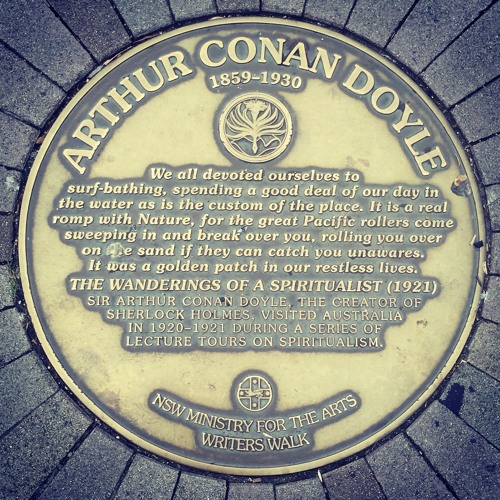 ARTHUR CONAN DOYLE
1859–1930
We all devoted ourselves to
surf-bathing, spending a good deal of our day in
the water as is the custom of the place. It is a real
romp with Nature, for the great Pacific rollers come
sweeping in and break over you, rolling you over
on the sand if they can catch you unawares.
It was a golden patch in our restless lives.
THE WANDERINGS OF A SPIRITUALIST (1921)
SIR ARTHUR CONAN DOYLE, THE CREATOR OF
SHERLOCK HOLMES, VISITED AUSTRALIA
IN 1920–1921 DURING A SERIES OF
LECTURE TOURS ON SPIRITUALISM.
NSW MINISTRY FOR THE ARTS
WRITERS WALK